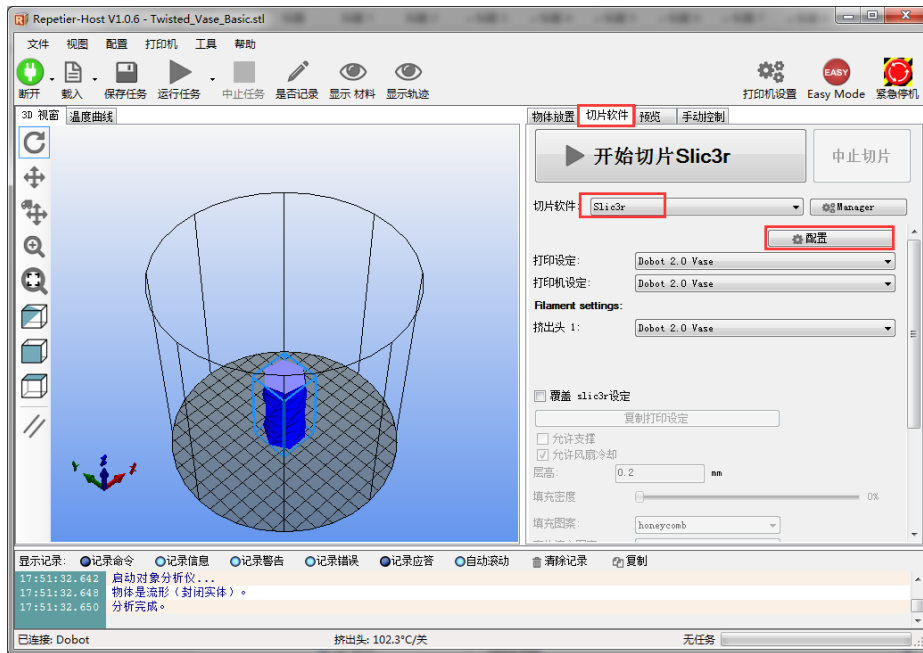 Repetier-Host V1.0.6 - Twisted_Vase_Basic.stl
文件 视图 配置 打印机 工具 帮助
断开 载入 保存任务 运行任务 中止任务 是否记录 显示 材料 显示轨迹 打印机设置 Easy Mode 紧急停机
EASY
3D 视窗 温度曲线
物体放置 切片软件 预览 手动控制
开始切片Slic3r
中止切片
切片软件: Slic3r Manager
配置
打印设定: Dobot 2.0 Vase
打印机设定: Dobot 2.0 Vase
Filament settings:
挤出头 1: Dobot 2.0 Vase
覆盖 slic3r设定
复制打印设定
允许支撑
允许风扇冷却
层高: 0.2 mm
填充密度 0%
填充图案: honeycomb
显示记录: 记录命令 记录信息 记录警告 记录错误 记录应答 自动滚动 清除记录 复制
17:51:32.642 启动对象分析仪...
17:51:32.648 物体是流形（封闭实体）。
17:51:32.650 分析完成。
已连接: Dobot 挤出头: 102.3°C/关 无任务